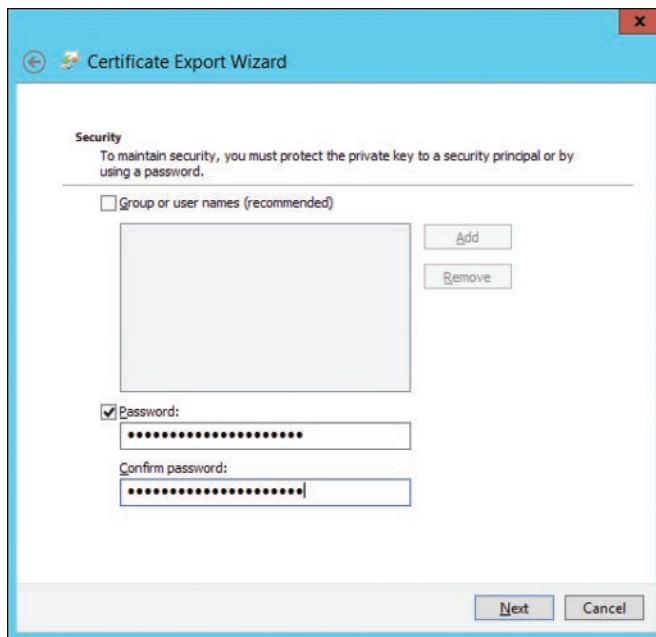 x
Certificate Export Wizard
Security
To maintain security, you must protect the private key to a security principal or by
using a password.
Group or user names (recommended)
Add
Remove
Password:
•••••••••••••••••••••
Confirm password:
•••••••••••••••••••••
Next
Cancel